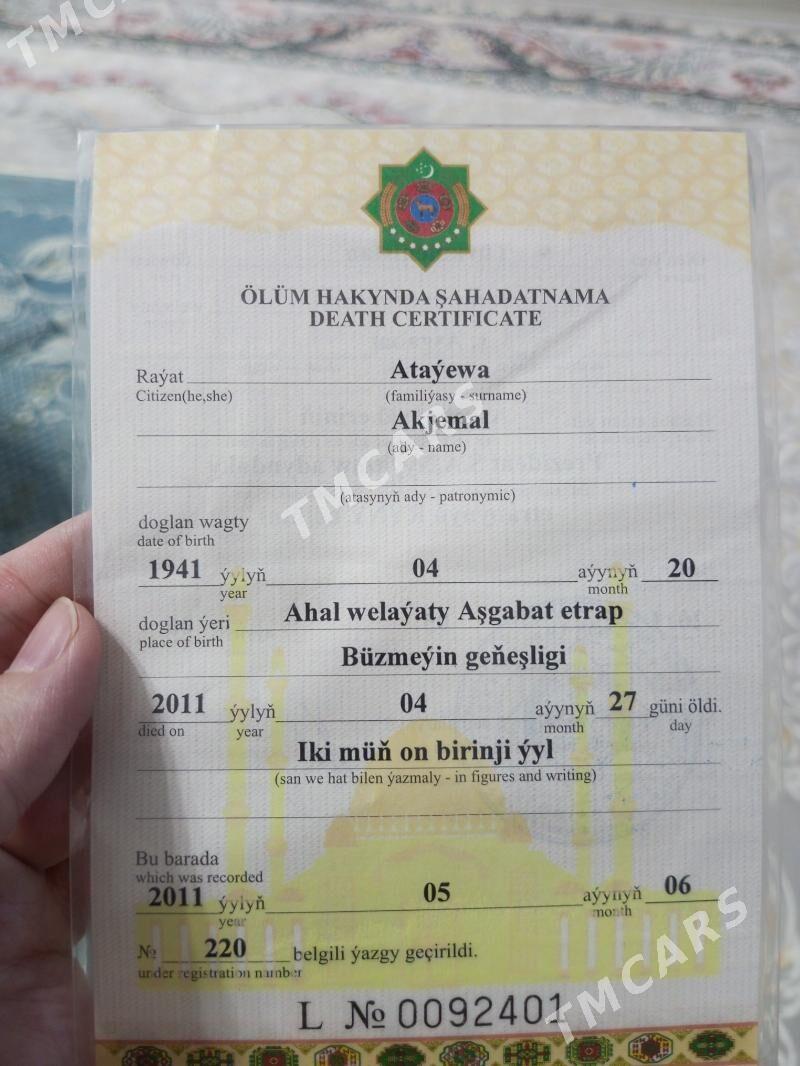 TMCARS
ÖLÜM HAKYNDA ŞAHADATNAMA
DEATH CERTIFICATE
Raýat Ataýewa
Citizen(he,she) (familiýasy - surname)
Akjemal
(ady - name)
TMCARS
(atasynyň ady - patronymic)
doglan wagty
date of birth
1941 ýylyň 04 aýynyň 20
year month
doglan ýeri Ahal welaýaty Aşgabat etrap
place of birth
Büzmeýin geňeşligi
2011 ýylyň 04 aýynyň 27 güni öldi.
died on year month day
Iki müň on birinji ýyl
(san we hat bilen ýazmaly - in figures and writing)
Bu barada
which was recorded
2011 ýylyň 05 aýynyň 06
year month
№ 220 belgili ýazgy geçirildi.
under registration number
TMCARS
L № 0092401